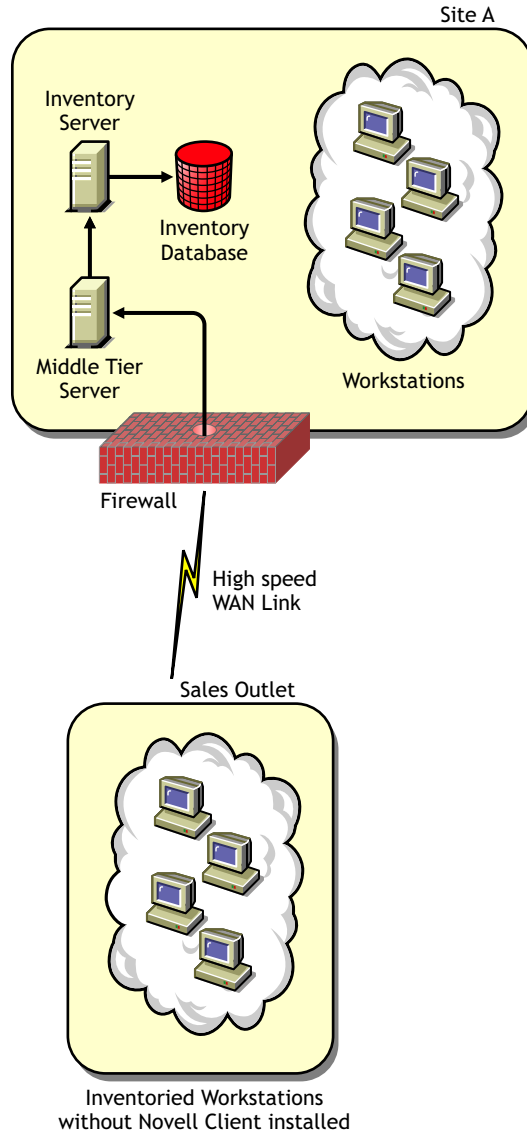 Site A
Inventory
Server
Inventory
Database
Middle Tier
Server
Workstations
Firewall
High speed
WAN Link
Sales Outlet
Inventoried Workstations
without Novell Client installed